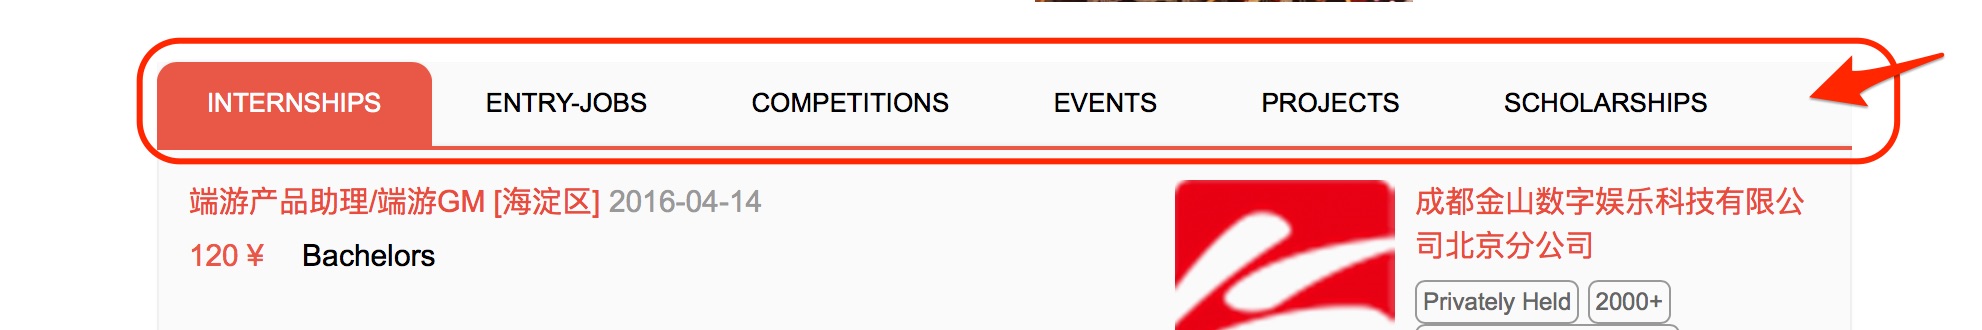 INTERNSHIPS ENTRY-JOBS COMPETITIONS EVENTS PROJECTS SCHOLARSHIPS
端游产品助理/端游GM [海淀区] 2016-04-14
120 ¥ Bachelors
成都金山数字娱乐科技有限公
司北京分公司
Privately Held 2000+